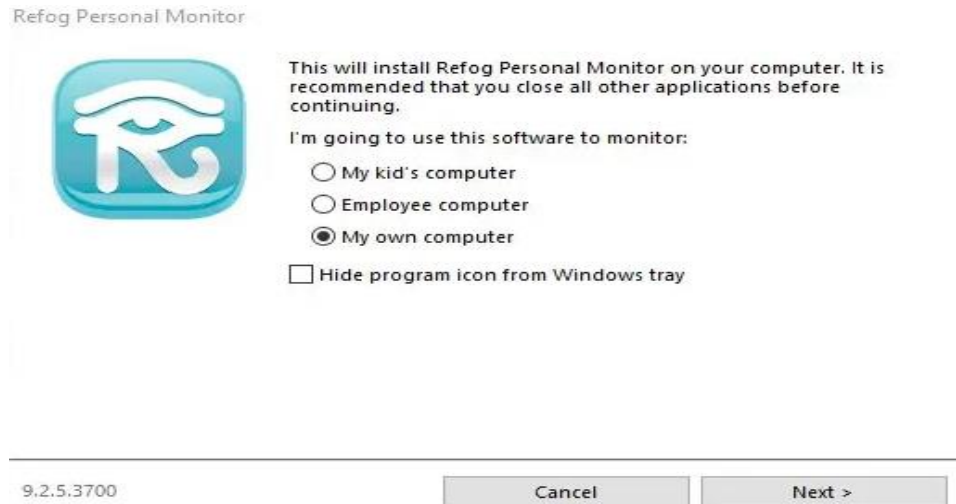 Refog Personal Monitor
This will install Refog Personal Monitor on your computer. It is
recommended that you close all other applications before
continuing.
I'm going to use this software to monitor:
My kid's computer
Employee computer
My own computer
Hide program icon from Windows tray
9.2.5.3700
Cancel
Next >